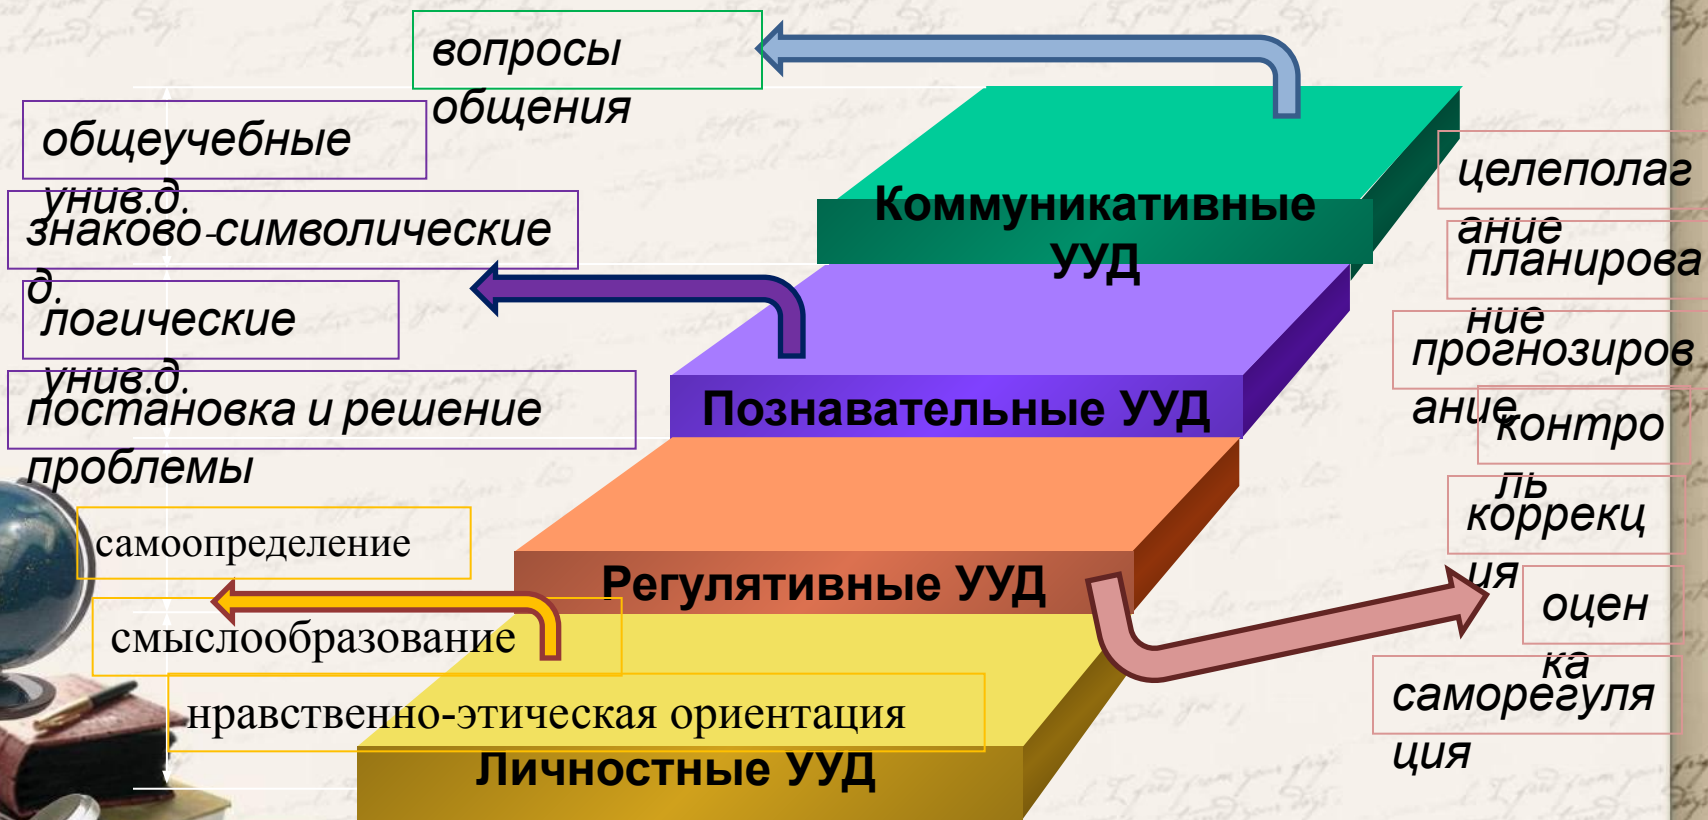 вопросы
общения
общеучебные
унив.д.
знаково-символические
д.
логические
унив.д.
постановка и решение
проблемы
самоопределение
смыслообразование
нравственно-этическая ориентация
Коммуникативные
УУД
Познавательные УУД
Регулятивные УУД
Личностные УУД
целеполаг
ание
планирова
ние
прогнозиров
ание
контро
ль
коррекц
ия
оцен
ка
саморегуля
ция